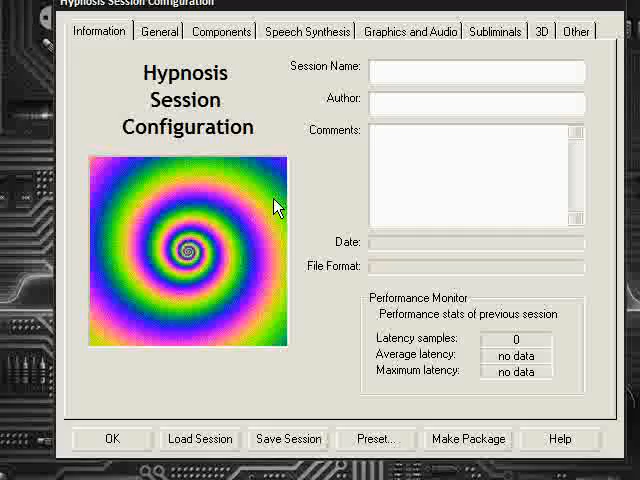 Hypnosis Session Configuration
Information
General
Components
Speech Synthesis
Graphics and Audio
Subliminals
3D
Other
Hypnosis
Session
Configuration
Session Name:
Author:
Comments:
Date:
File Format:
Performance Monitor
Performance stats of previous session
Latency samples: 0
Average latency: no data
Maximum latency: no data
OK
Load Session
Save Session
Preset...
Make Package
Help